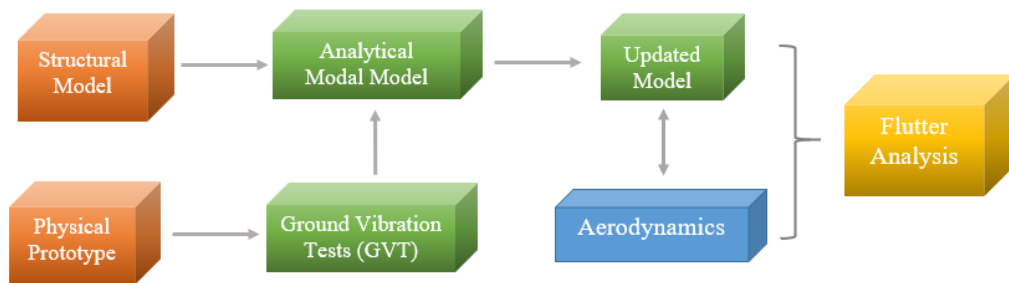 Structural
Model
Analytical
Modal Model
Updated
Model
Flutter
Analysis
Physical
Prototype
Ground Vibration
Tests (GVT)
Aerodynamics